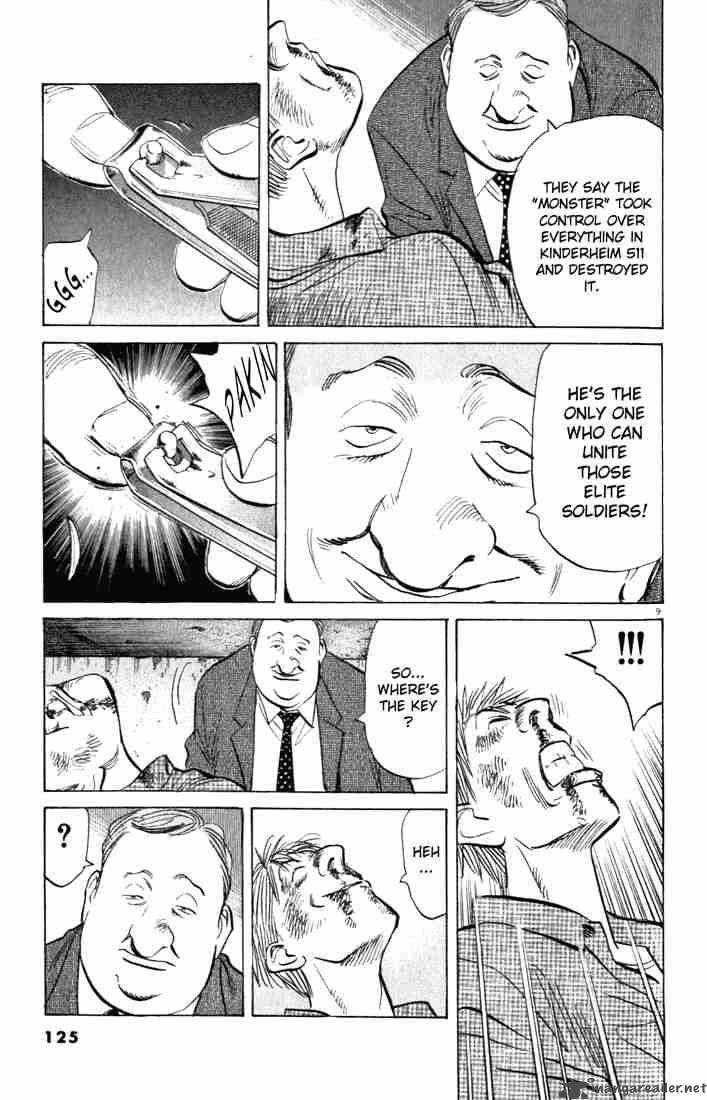 THEY SAY THE
"MONSTER" TOOK
CONTROL OVER
EVERYTHING IN
KINDERHEIM 511
AND DESTROYED
IT.
GGG...
HE'S THE
ONLY ONE
WHO CAN
UNITE
THOSE
ELITE
SOLDIERS!
PAKIN
9
!!!
SO...
WHERE'S
THE KEY
?
HEH
...
?
125
mangareader.net